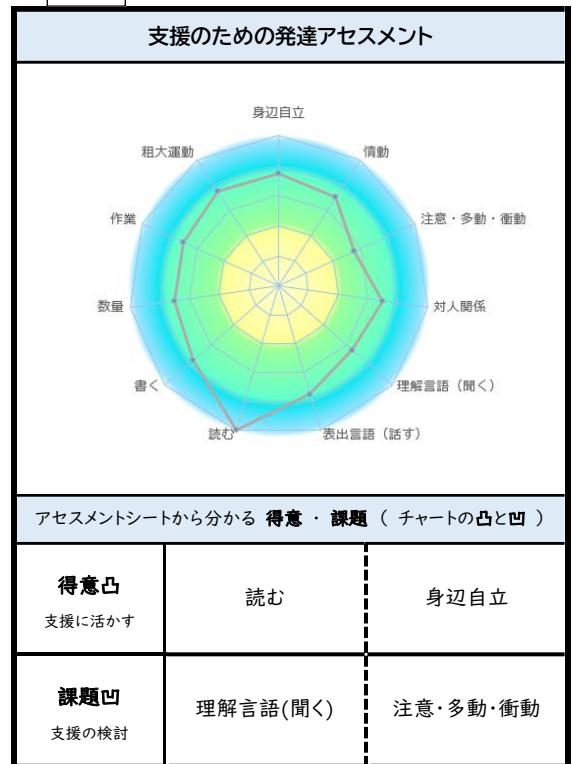 支援のための発達アセスメント
身辺自立
粗大運動
情動
作業
注意・多動・衝動
数量
対人関係
書く
理解言語（聞く）
読む
表出言語（話す）
アセスメントシートから分かる 得意 ・ 課題 （ チャートの凸と凹 ）
得意凸
支援に活かす
読む
身辺自立
課題凹
支援の検討
理解言語(聞く)
注意・多動・衝動